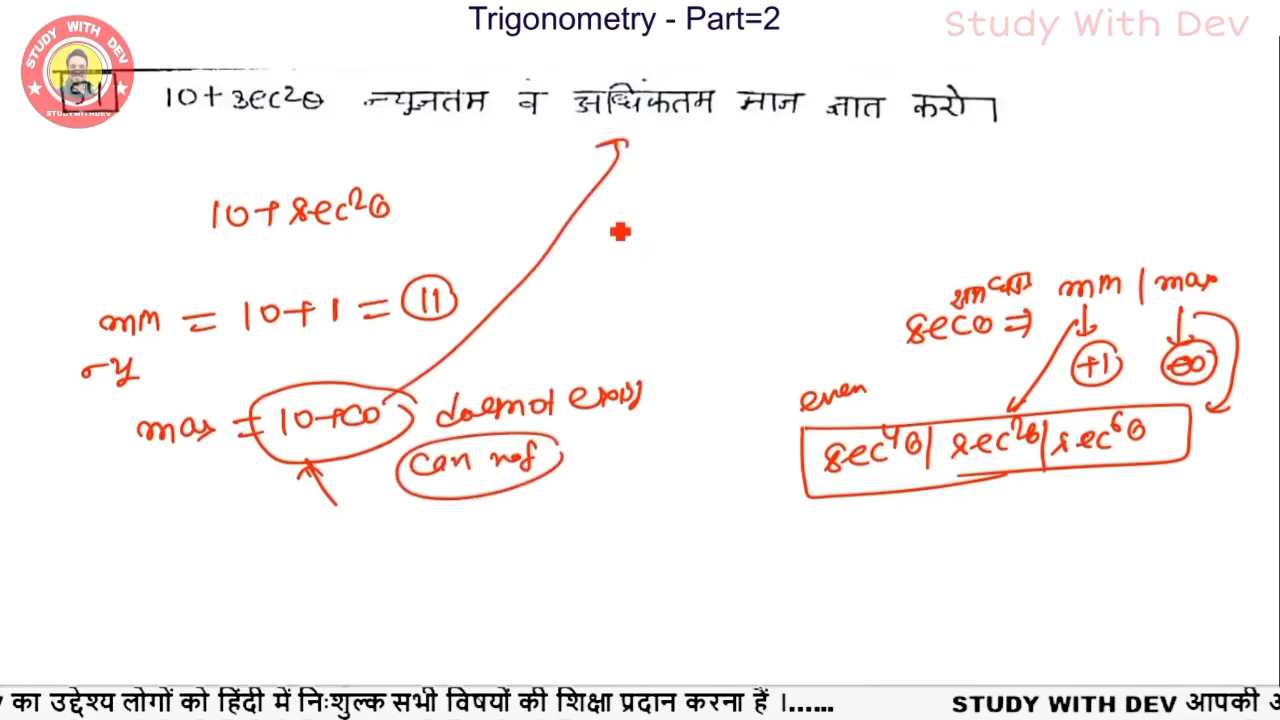 Trigonometry - Part=2
Study With Dev
STUDY WITH DEV
STUDYWITHDEV
54 10+sec²θ न्यूनतम व अधिकतम मान ज्ञात करो।
10+sec²θ
min = 10+1 = 11
max = 10+∞ does not exist
can not
secθ ⇒ min | max
+1 ∞
even
sec⁴θ| sec²θ| sec⁶θ
का उद्देश्य लोगों को हिंदी में निःशुल्क सभी विषयों की शिक्षा प्रदान करना हैं ।...... STUDY WITH DEV आपकी